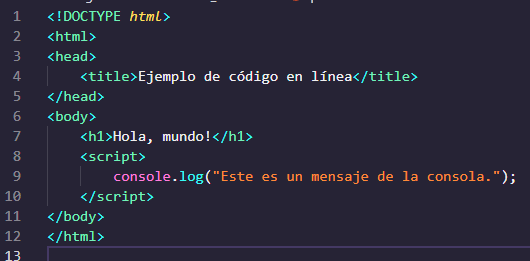 1 <!DOCTYPE html>
2 <html>
3 <head>
4     <title>Ejemplo de código en línea</title>
5 </head>
6 <body>
7     <h1>Hola, mundo!</h1>
8     <script>
9         console.log("Este es un mensaje de la consola.");
10     </script>
11 </body>
12 </html>
13